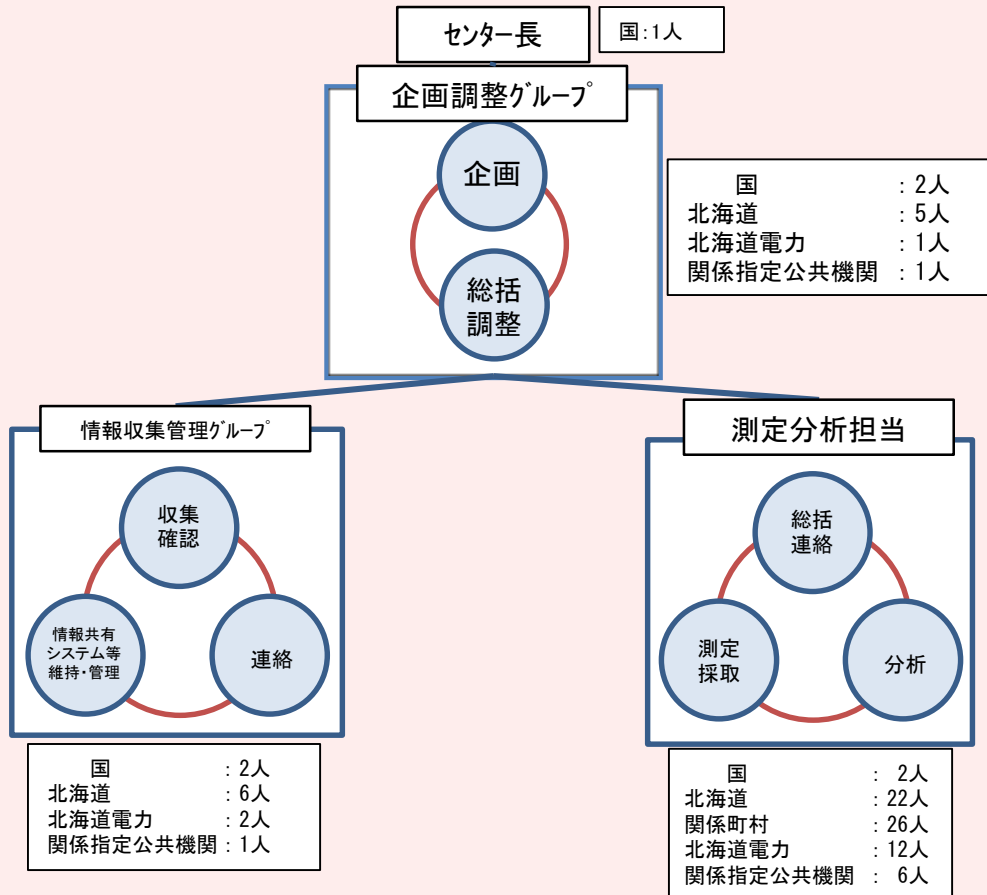 センター長
国：1人
企画調整グループ
企画
総括
調整
国 ：2人
北海道 ：5人
北海道電力 ：1人
関係指定公共機関 ：1人
情報収集管理グループ
収集
確認
情報共有
システム等
維持・管理
連絡
国 ：2人
北海道 ：6人
北海道電力 ：2人
関係指定公共機関：1人
測定分析担当
総括
連絡
測定
採取
分析
国 ： 2人
北海道 ：22人
関係町村 ：26人
北海道電力 ：12人
関係指定公共機関 ： 6人